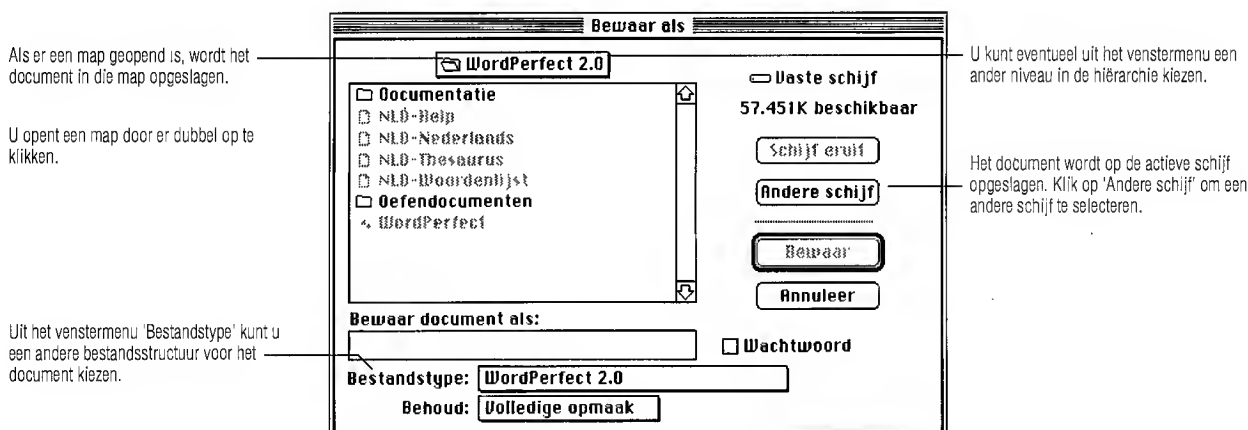 Bewaar als
Als er een map geopend is, wordt het
document in die map opgeslagen.
U opent een map door er dubbel op te
klikken.
Uit het venstermenu 'Bestandstype' kunt u
een andere bestandsstructuur voor het
document kiezen.
WordPerfect 2.0
Documentatie
NLD-Help
NLD-Nederlands
NLD-Thesaurus
NLD-Woordenlijst
Oefendocumenten
WordPerfect
Bewaar document als:
Bestandstype: WordPerfect 2.0
Behoud: Volledige opmaak
Vaste schijf
57.451K beschikbaar
Schijf eruit
Andere schijf
Bewaar
Annuleer
Wachtwoord
U kunt eventueel uit het venstermenu een
ander niveau in de hiërarchie kiezen.
Het document wordt op de actieve schijf
opgeslagen. Klik op 'Andere schijf' om een
andere schijf te selecteren.